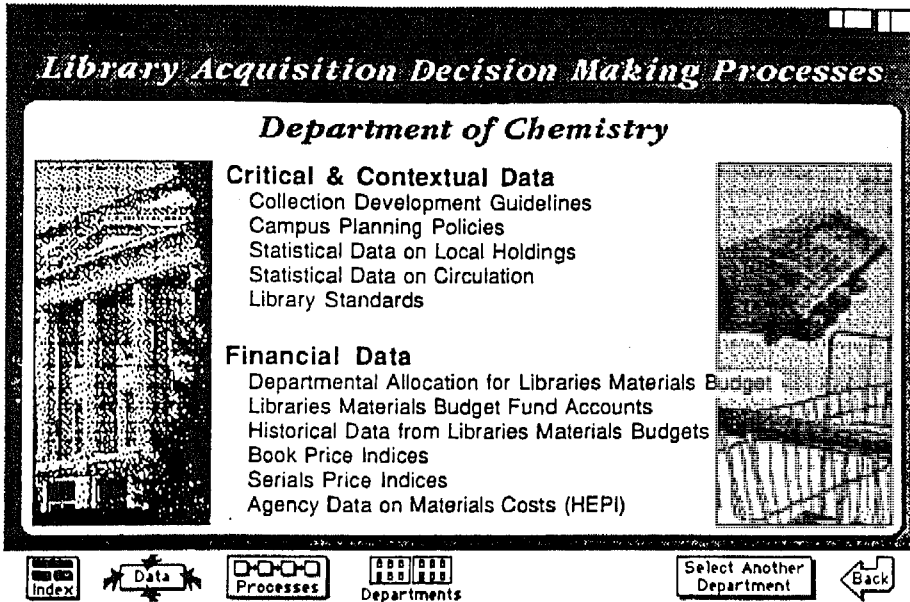 Library Acquisition Decision Making Processes
Department of Chemistry
Critical & Contextual Data
Collection Development Guidelines
Campus Planning Policies
Statistical Data on Local Holdings
Statistical Data on Circulation
Library Standards
Financial Data
Departmental Allocation for Libraries Materials Budget
Libraries Materials Budget Fund Accounts
Historical Data from Libraries Materials Budgets
Book Price Indices
Serials Price Indices
Agency Data on Materials Costs (HEPI)
Index
Data
Processes
Departments
Select Another
Department
Back